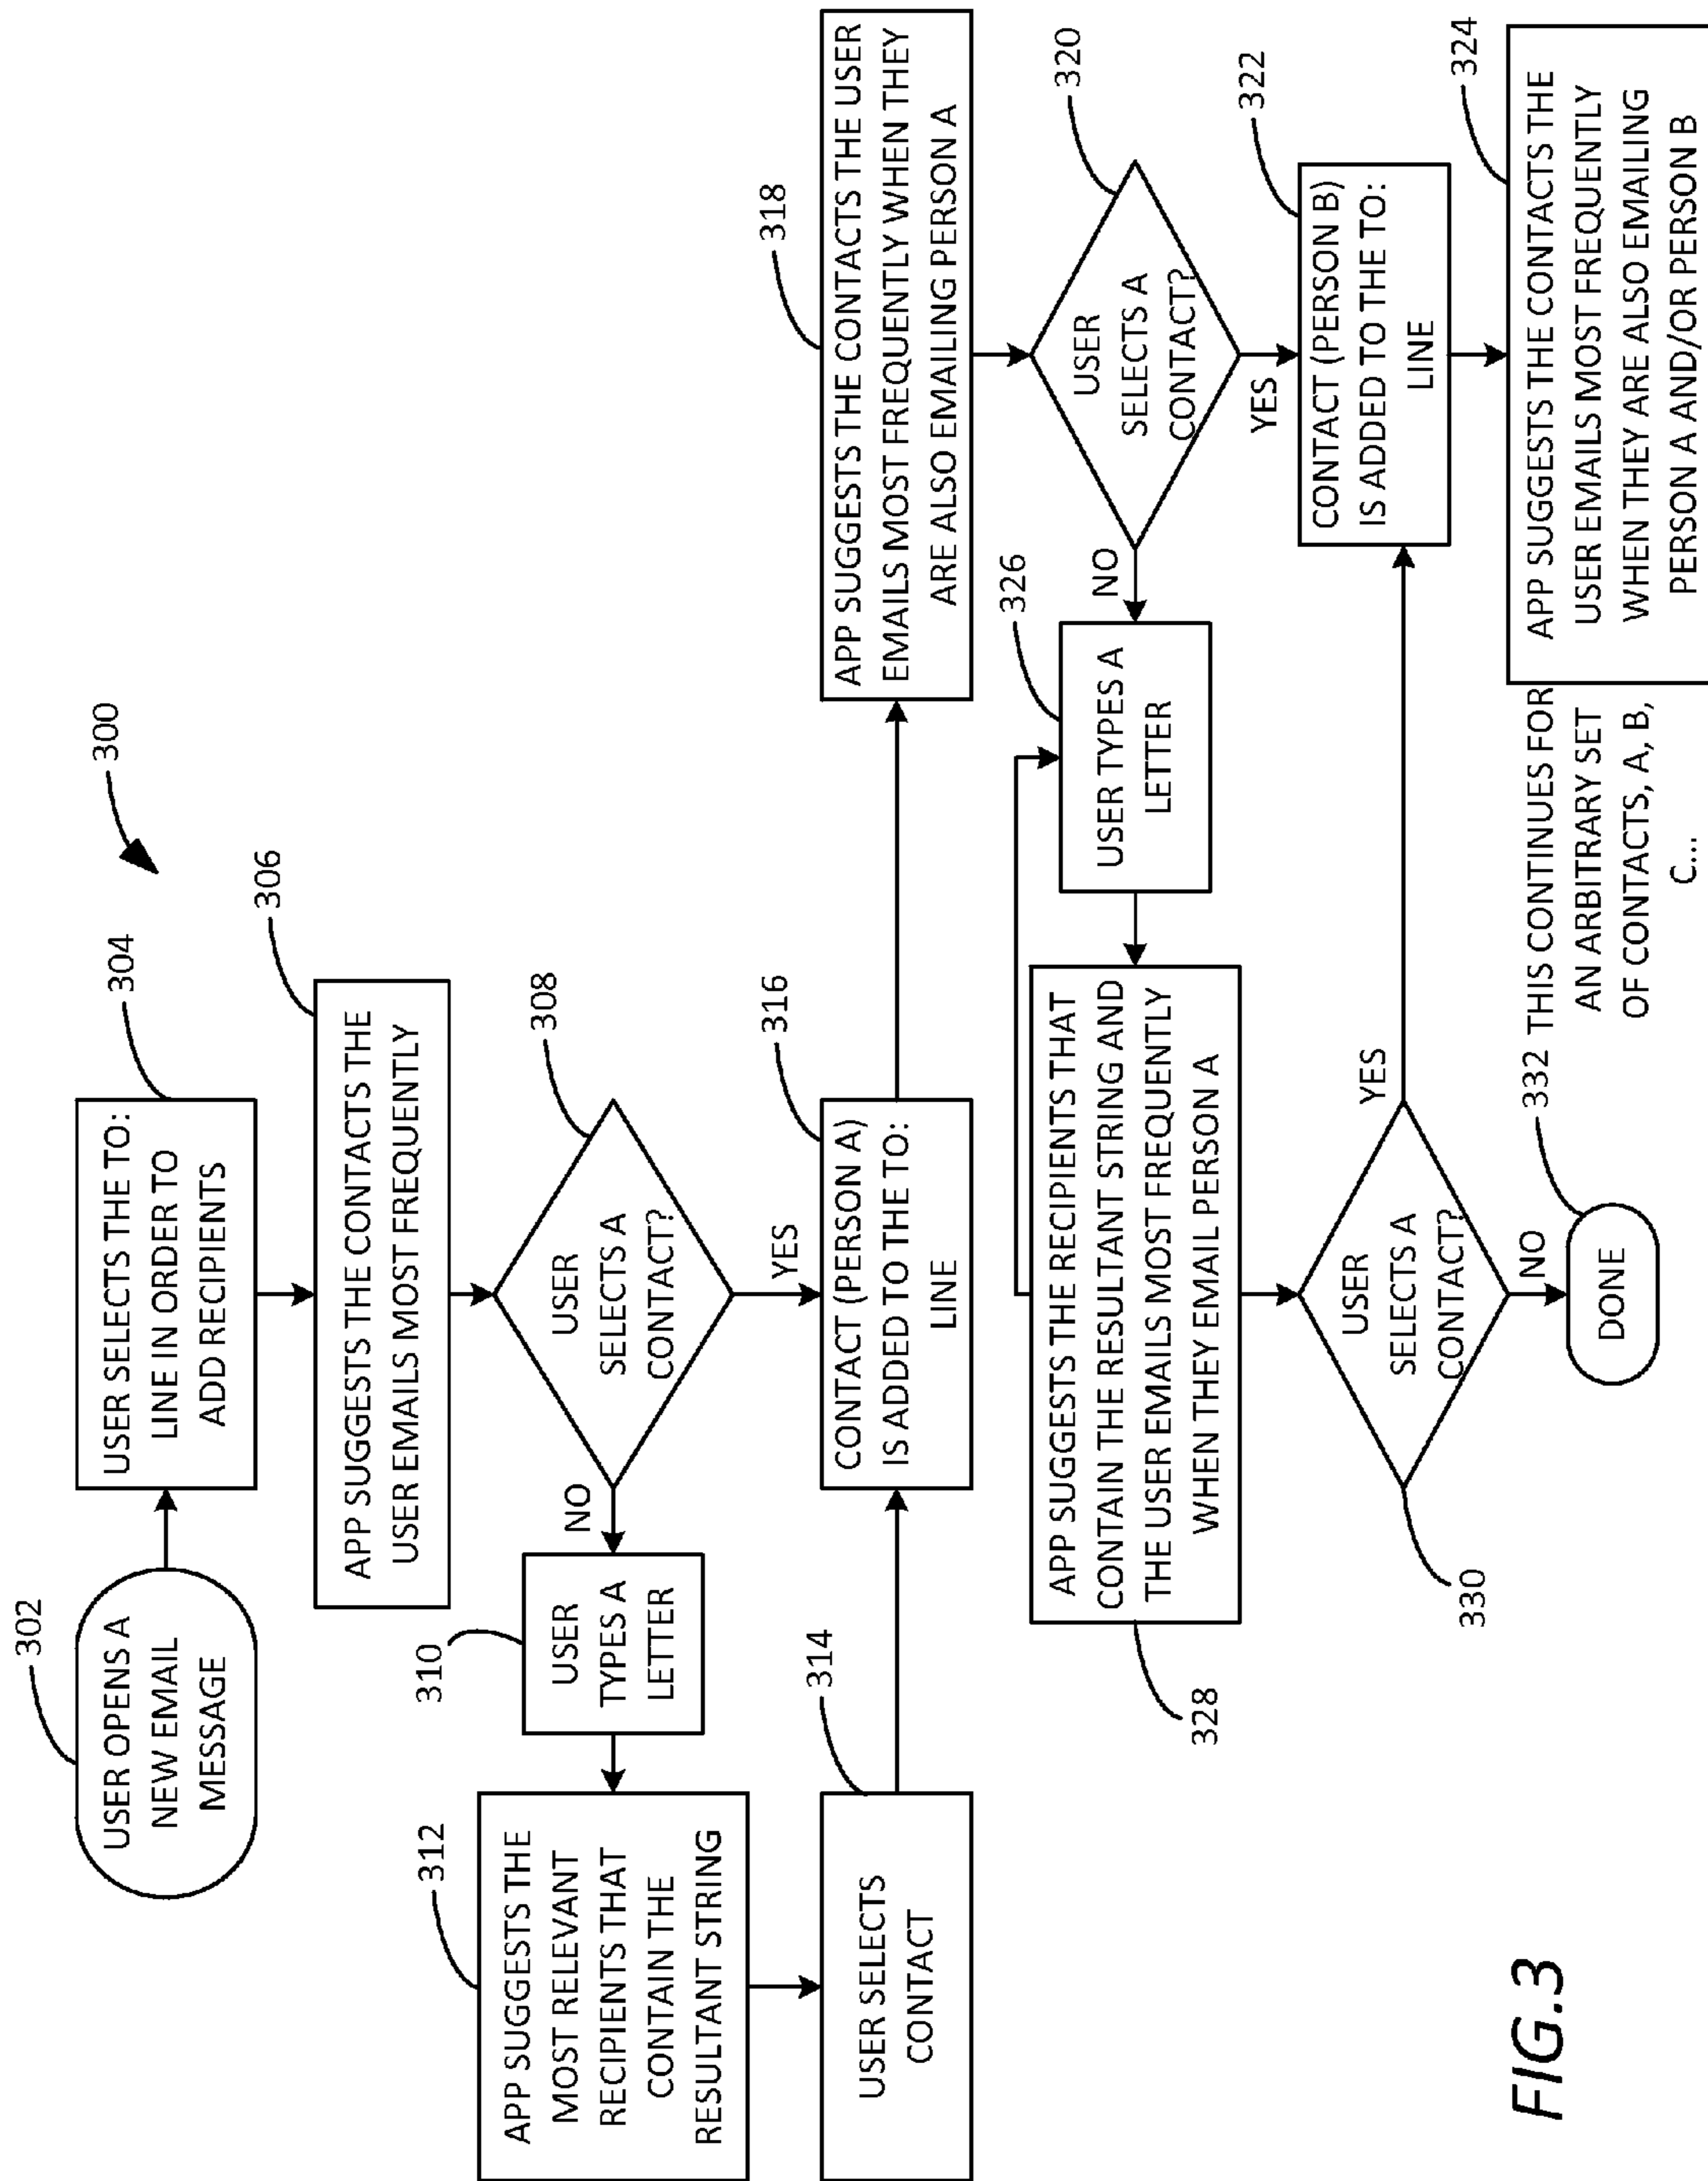 300
302
USER OPENS A
NEW EMAIL
MESSAGE
304
USER SELECTS THE TO:
LINE IN ORDER TO
ADD RECIPIENTS
306
APP SUGGESTS THE CONTACTS THE
USER EMAILS MOST FREQUENTLY
308
USER
SELECTS A
CONTACT?
NO
YES
310
USER
TYPES A
LETTER
312
APP SUGGESTS THE
MOST RELEVANT
RECIPIENTS THAT
CONTAIN THE
RESULTANT STRING
314
USER SELECTS
CONTACT
316
CONTACT (PERSON A)
IS ADDED TO THE TO:
LINE
318
APP SUGGESTS THE CONTACTS THE USER
EMAILS MOST FREQUENTLY WHEN THEY
ARE ALSO EMAILING PERSON A
320
USER
SELECTS A
CONTACT?
NO
YES
322
CONTACT (PERSON B)
IS ADDED TO THE TO:
LINE
324
APP SUGGESTS THE CONTACTS THE
USER EMAILS MOST FREQUENTLY
WHEN THEY ARE ALSO EMAILING
PERSON A AND/OR PERSON B
326
USER TYPES A
LETTER
328
APP SUGGESTS THE RECIPIENTS THAT
CONTAIN THE RESULTANT STRING AND
THE USER EMAILS MOST FREQUENTLY
WHEN THEY EMAIL PERSON A
330
USER
SELECTS A
CONTACT?
YES
NO
332
DONE
THIS CONTINUES FOR
AN ARBITRARY SET
OF CONTACTS, A, B,
C...
FIG.3